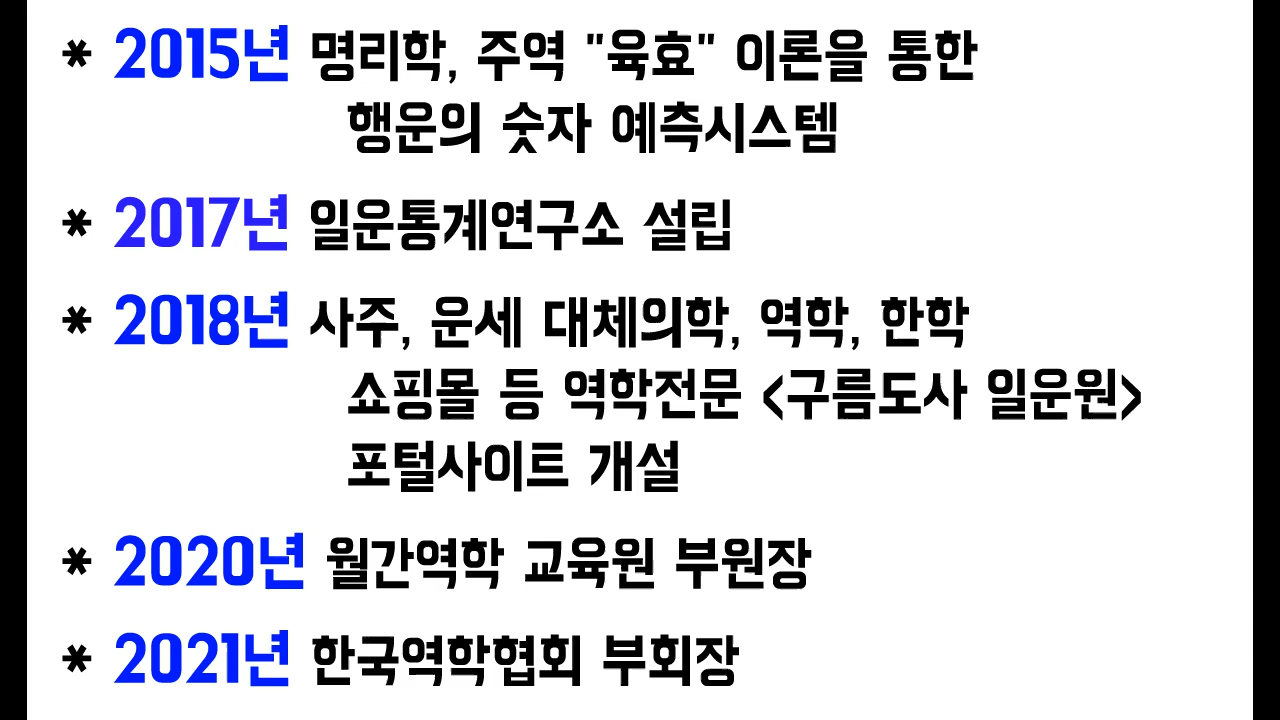 * 2015년 명리학, 주역 "육효" 이론을 통한
행운의 숫자 예측시스템
* 2017년 일운통계연구소 설립
* 2018년 사주, 운세 대체의학, 역학, 한학
쇼핑몰 등 역학전문 <구름도사 일운원>
포털사이트 개설
* 2020년 월간역학 교육원 부원장
* 2021년 한국역학협회 부회장